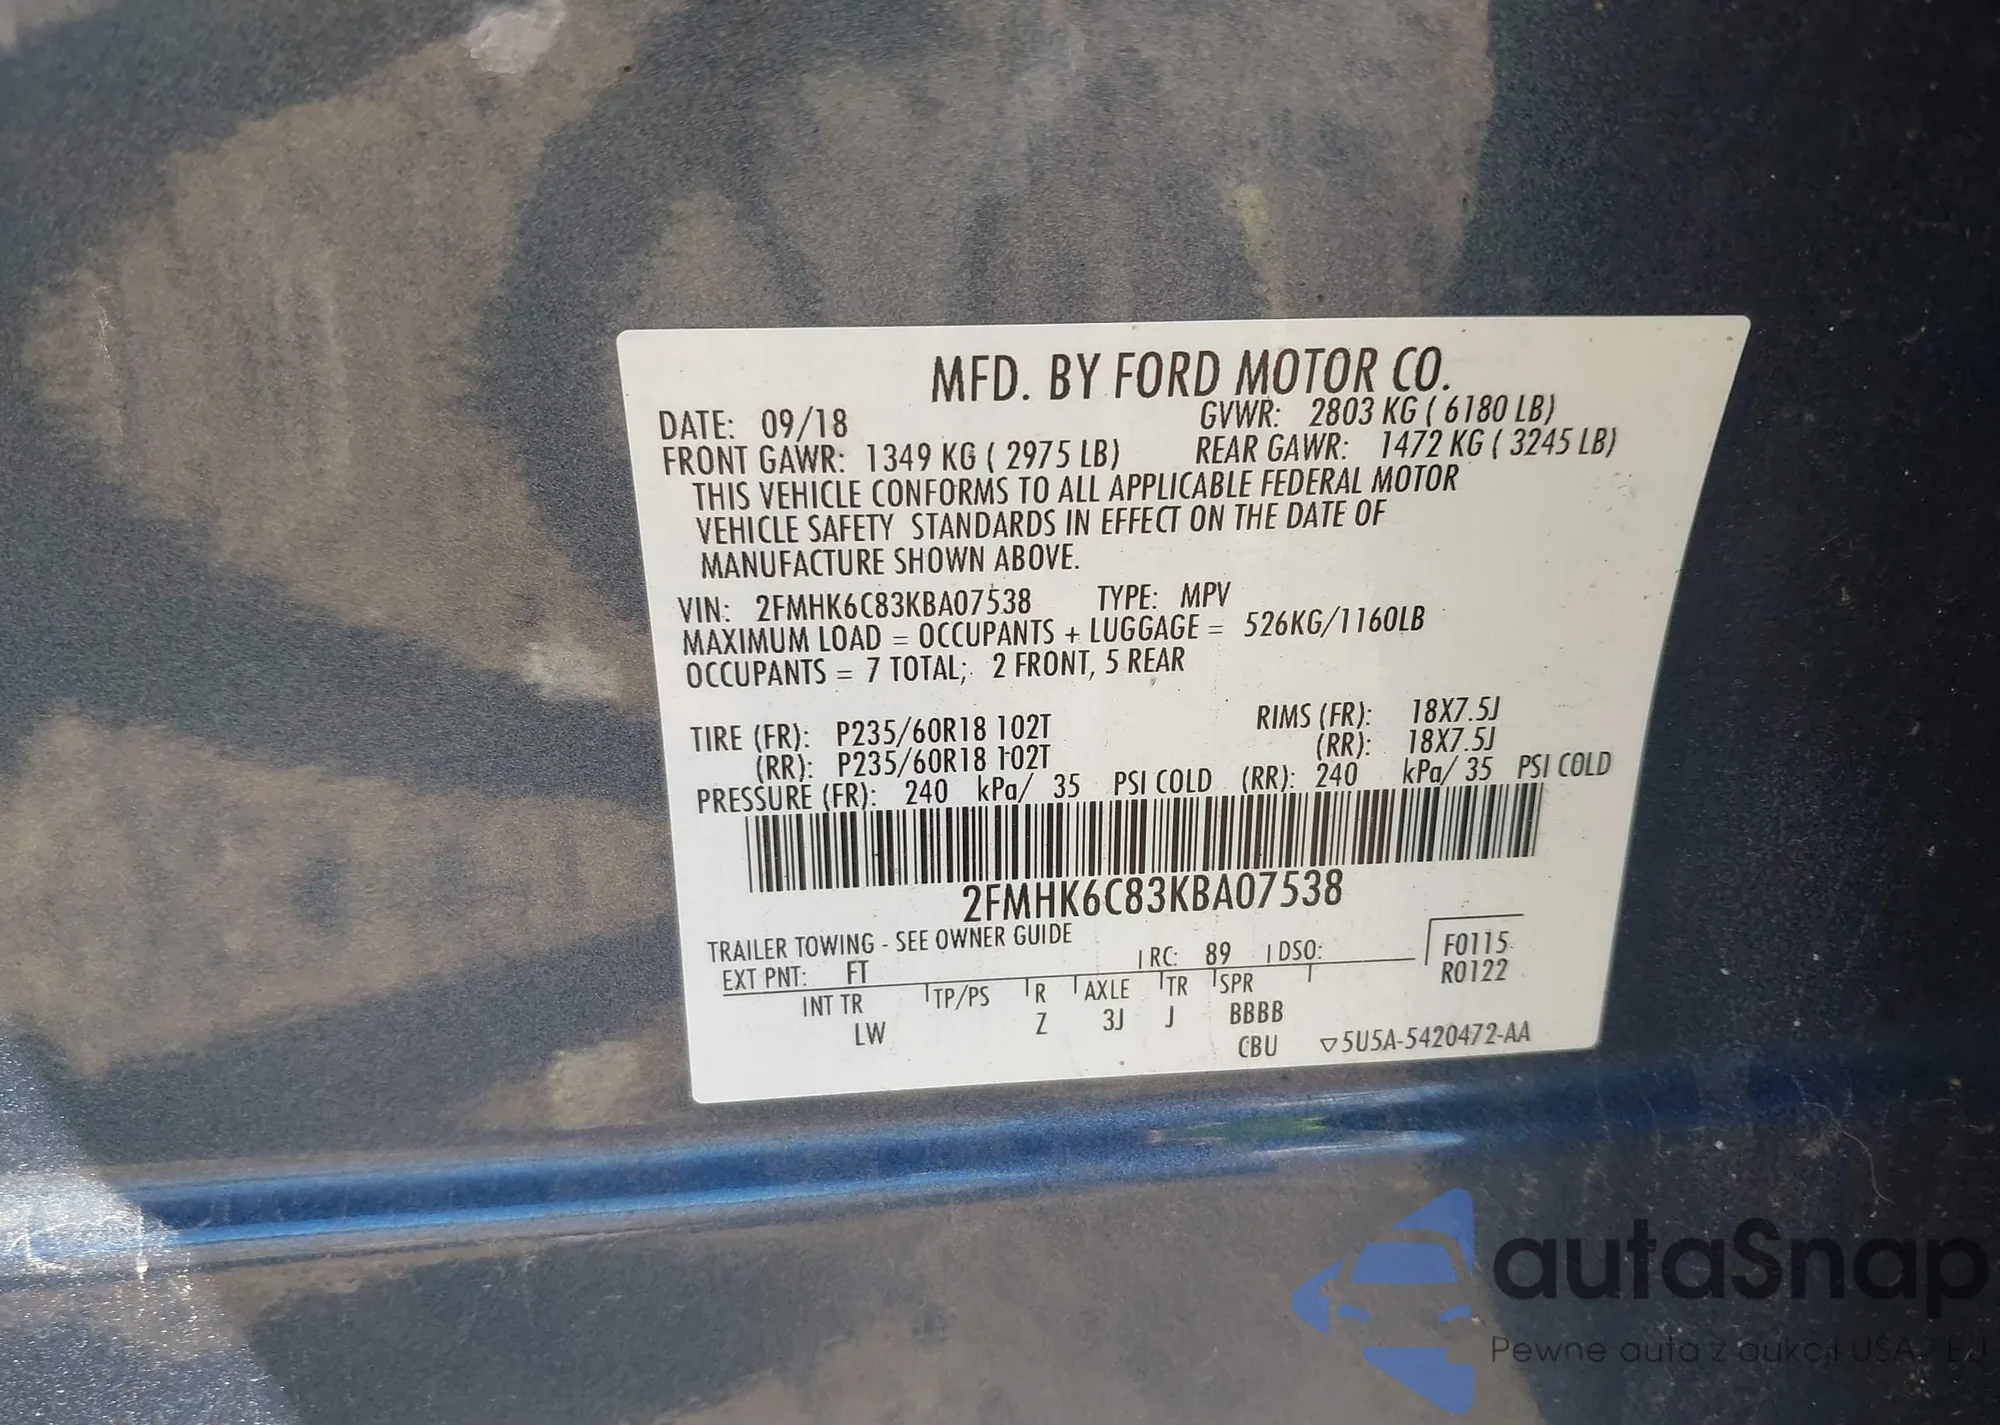 MFD. BY FORD MOTOR CO.
DATE: 09/18 GVWR: 2803 KG ( 6180 LB)
FRONT GAWR: 1349 KG ( 2975 LB) REAR GAWR: 1472 KG ( 3245 LB)
THIS VEHICLE CONFORMS TO ALL APPLICABLE FEDERAL MOTOR
VEHICLE SAFETY STANDARDS IN EFFECT ON THE DATE OF
MANUFACTURE SHOWN ABOVE.
VIN: 2FMHK6C83KBA07538 TYPE: MPV
MAXIMUM LOAD = OCCUPANTS + LUGGAGE = 526KG/1160LB
OCCUPANTS = 7 TOTAL; 2 FRONT, 5 REAR
TIRE (FR): P235/60R18 102T RIMS (FR): 18X7.5J
(RR): P235/60R18 102T (RR): 18X7.5J
PRESSURE (FR): 240 kPa/ 35 PSI COLD (RR): 240 kPa/ 35 PSI COLD
2FMHK6C83KBA07538
TRAILER TOWING - SEE OWNER GUIDE
EXT PNT: FT RC: 89 DSO: F0115
R0122
INT TR TP/PS R AXLE TR SPR
LW Z 3J J BBBB
CBU ▽5U5A-5420472-AA
autaSnap
Pewne auta z aukcji USA